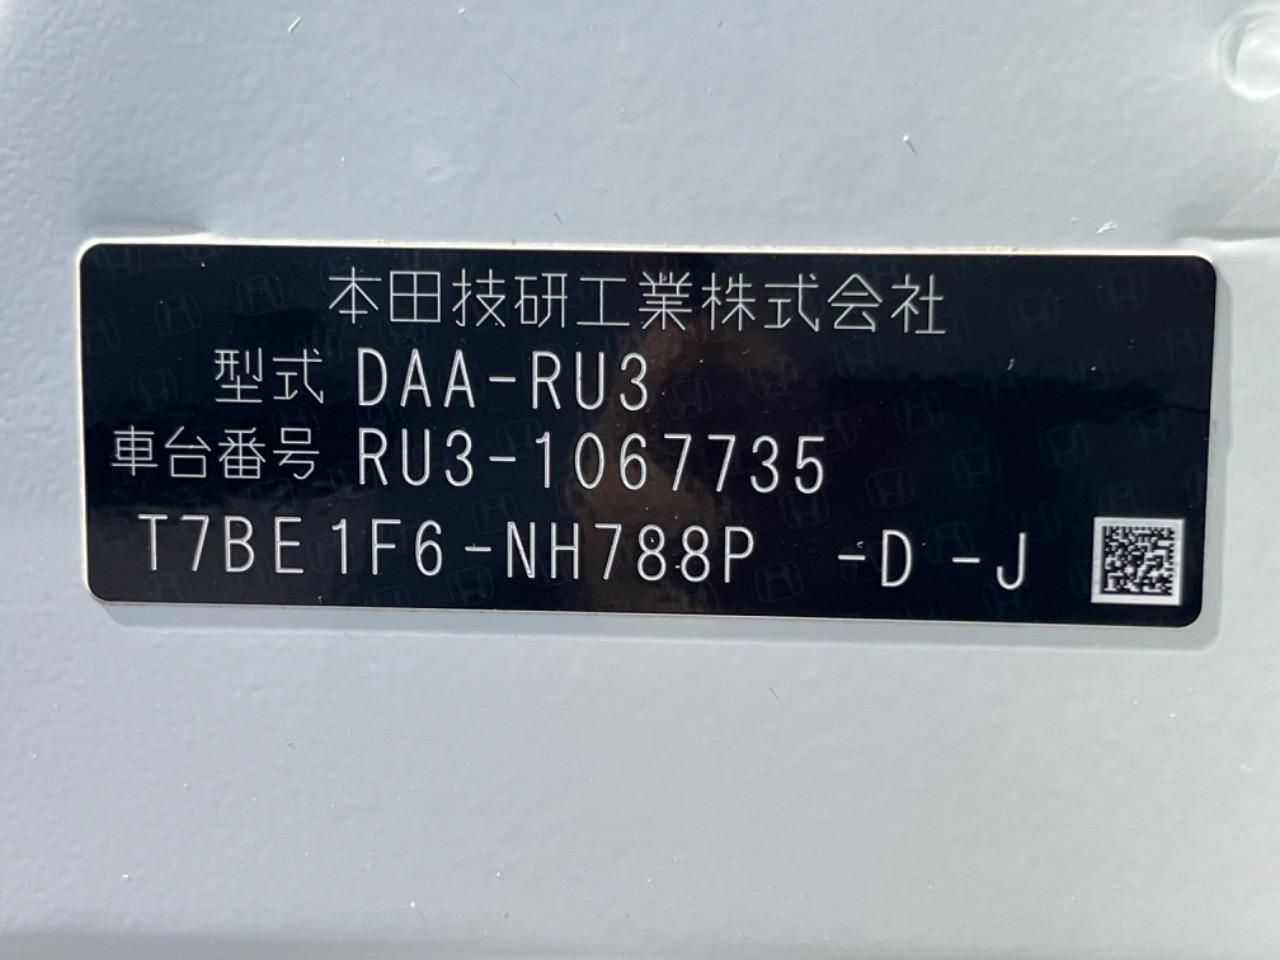 本田技研工業株式会社
型式 DAA-RU3
車台番号 RU3-1067735
T7BE1F6-NH788P -D -J